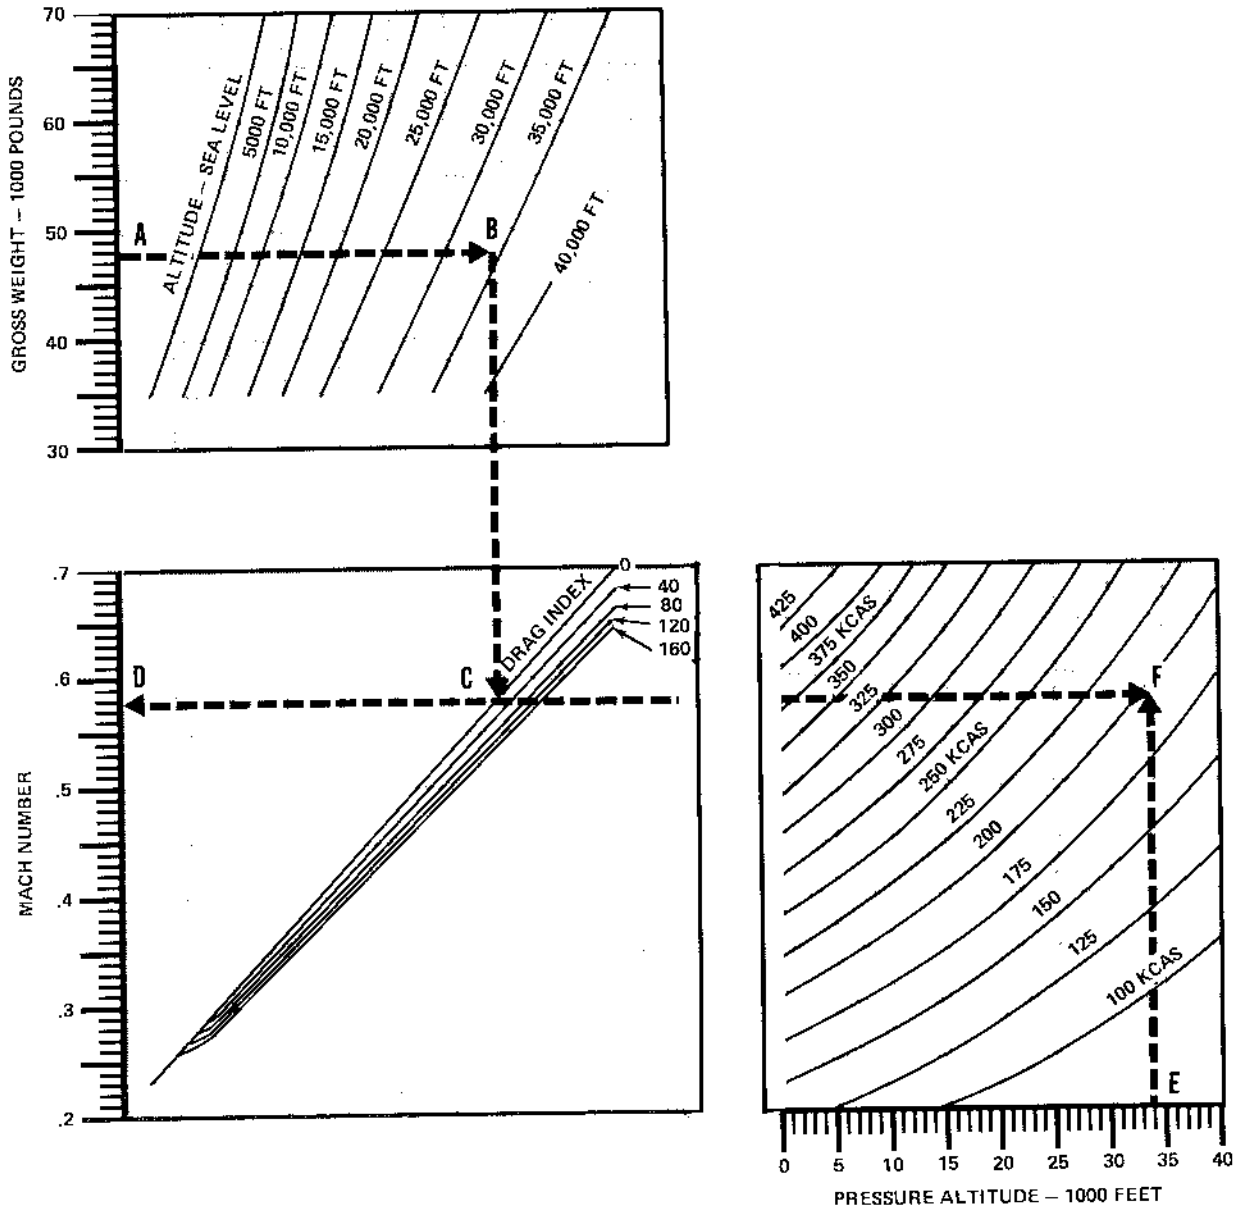 70
60
50
40
30
GROSS WEIGHT – 1000 POUNDS
ALTITUDE – SEA LEVEL
5000 FT
10,000 FT
15,000 FT
20,000 FT
25,000 FT
30,000 FT
35,000 FT
40,000 FT
A
B
.7
.6
.5
.4
.3
.2
MACH NUMBER
DRAG INDEX
0
40
80
120
160
C
D
425
400
375 KCAS
350
325
300
275
250 KCAS
225
200
175
150
125
100 KCAS
F
E
0
5
10
15
20
25
30
35
40
PRESSURE ALTITUDE – 1000 FEET